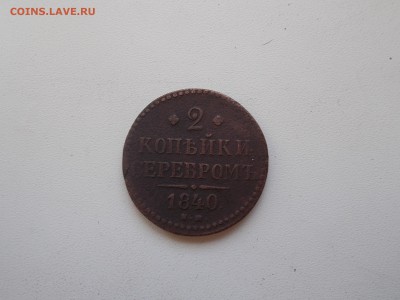 COINS.LAVE.RU
2
КОПѢЙКИ
СЕРЕБРОМЪ
1840